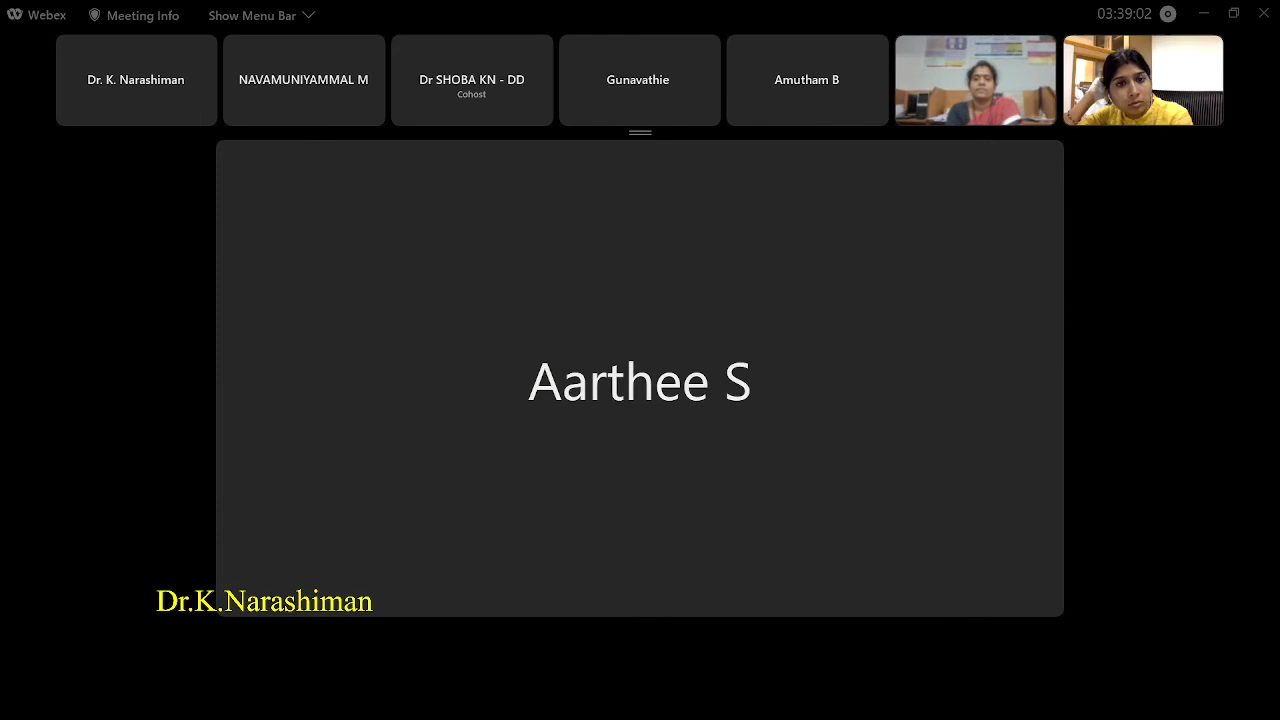 Webex
Meeting Info
Show Menu Bar
03:39:02
Dr. K. Narashiman
NAVAMUNIYAMMAL M
Dr SHOBA KN - DD
Cohost
Gunavathie
Amutham B
Aarthee S
Dr.K.Narashiman